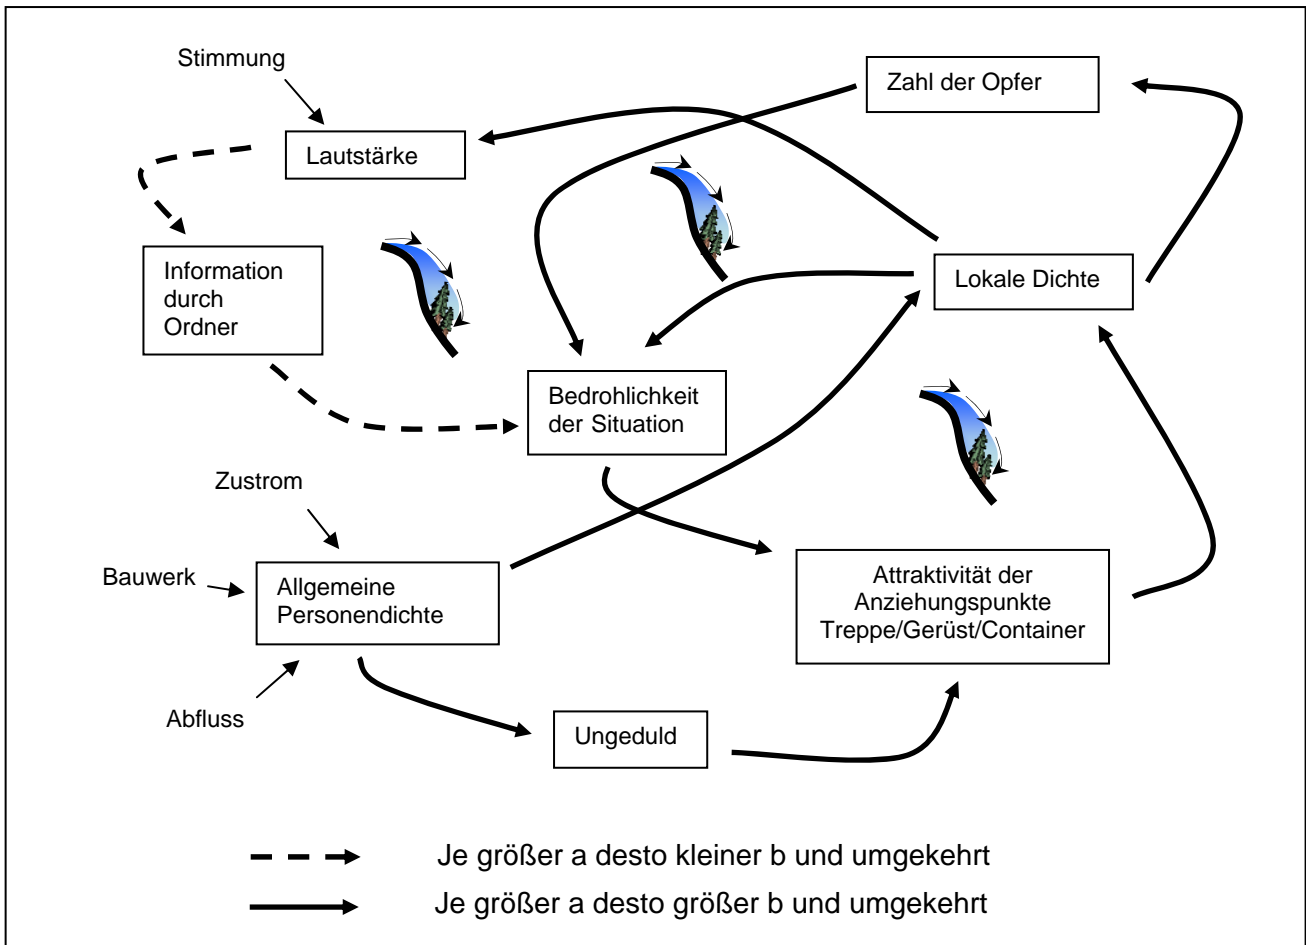 Stimmung
Zahl der Opfer
Lautstärke
Information
durch
Ordner
Lokale Dichte
Bedrohlichkeit
der Situation
Zustrom
Bauwerk
Allgemeine
Personendichte
Attraktivität der
Anziehungspunkte
Treppe/Gerüst/Container
Abfluss
Ungeduld
Je größer a desto kleiner b und umgekehrt
Je größer a desto größer b und umgekehrt